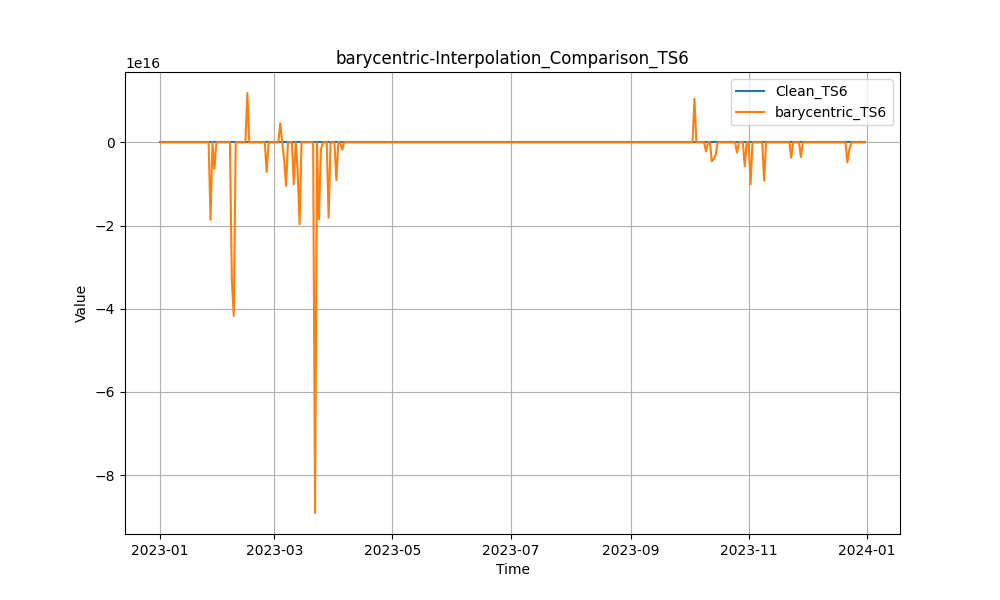 barycentric-Interpolation_Comparison_TS6
1e16
Clean_TS6
barycentric_TS6
0
−2
−4
−6
−8
Value
2023-01 2023-03 2023-05 2023-07 2023-09 2023-11 2024-01
Time